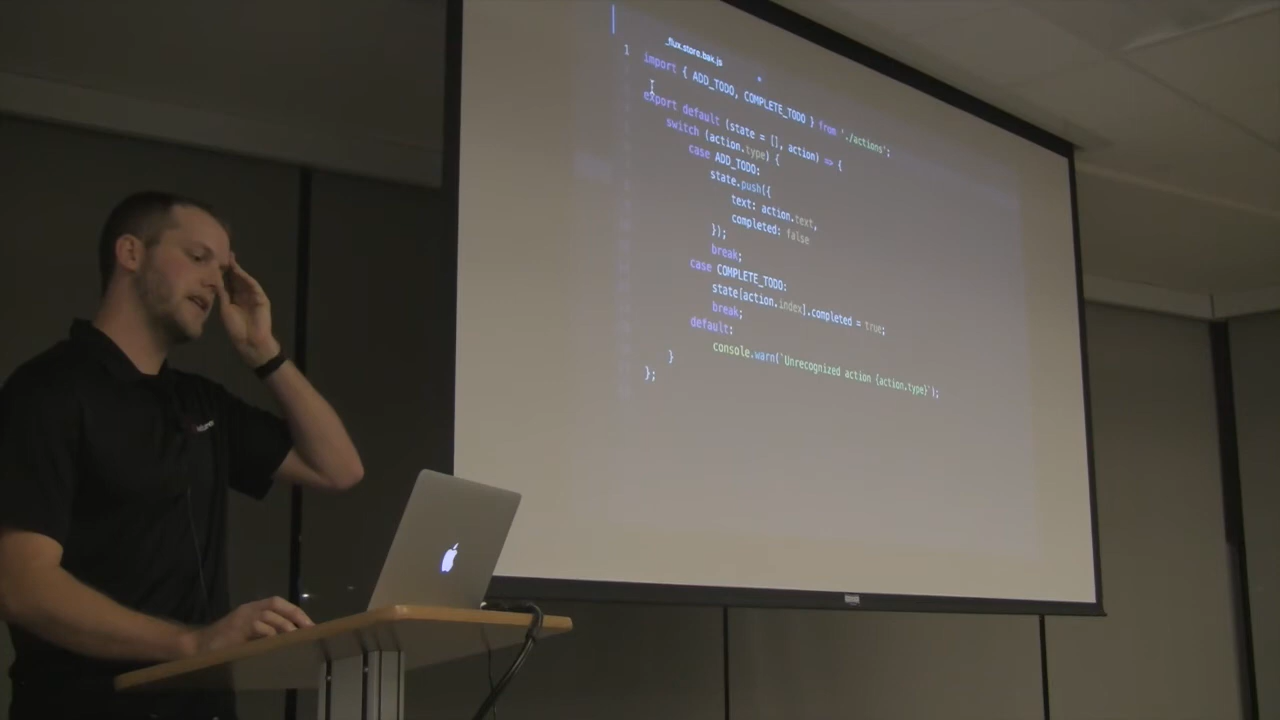 _flux.store.bak.js
1
import { ADD_TODO, COMPLETE_TODO } from './actions';
export default (state = [], action) => {
switch (action.type) {
case ADD_TODO:
state.push({
text: action.text,
completed: false
});
break;
case COMPLETE_TODO:
state[action.index].completed = true;
break;
default:
console.warn(`Unrecognized action {action.type}`);
}
};